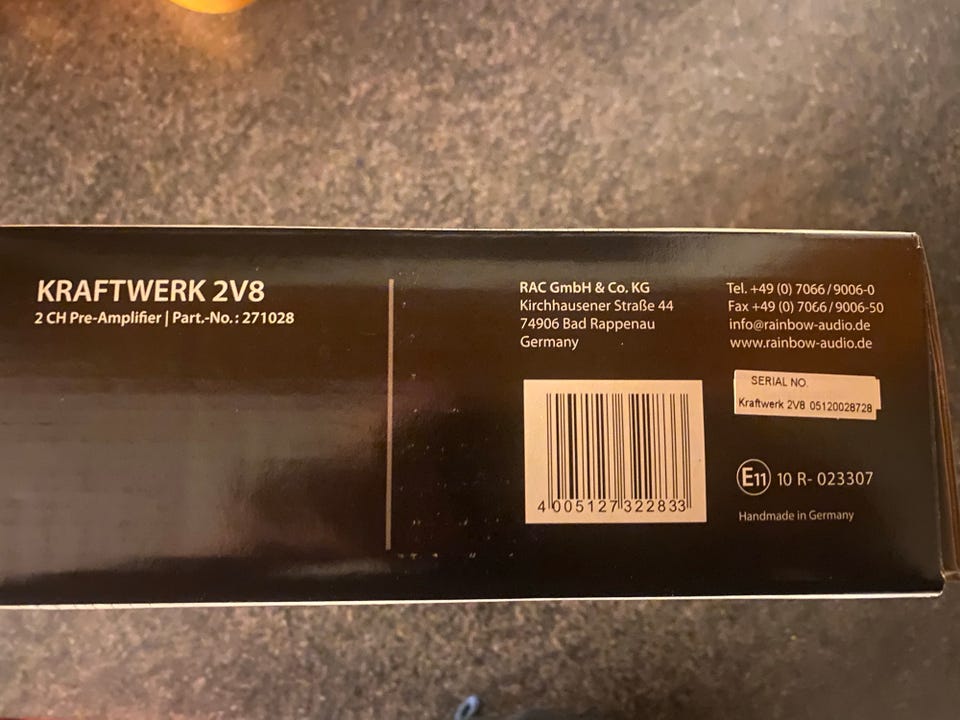 KRAFTWERK 2V8
2 CH Pre-Amplifier | Part.-No.: 271028
RAC GmbH & Co. KG
Kirchhausener Straße 44
74906 Bad Rappenau
Germany
Tel. +49 (0) 7066/9006-0
Fax +49 (0) 7066/9006-50
info@rainbow-audio.de
www.rainbow-audio.de
4 005127 322833
SERIAL NO.
Kraftwerk 2V8 05120028728
E11 10 R- 023307
Handmade in Germany